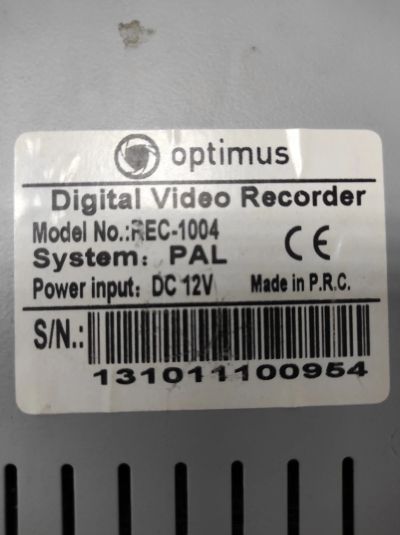 optimus
Digital Video Recorder
Model No.:REC-1004
System: PAL
CE
Power input: DC 12V Made in P.R.C.
S/N.:
131011100954